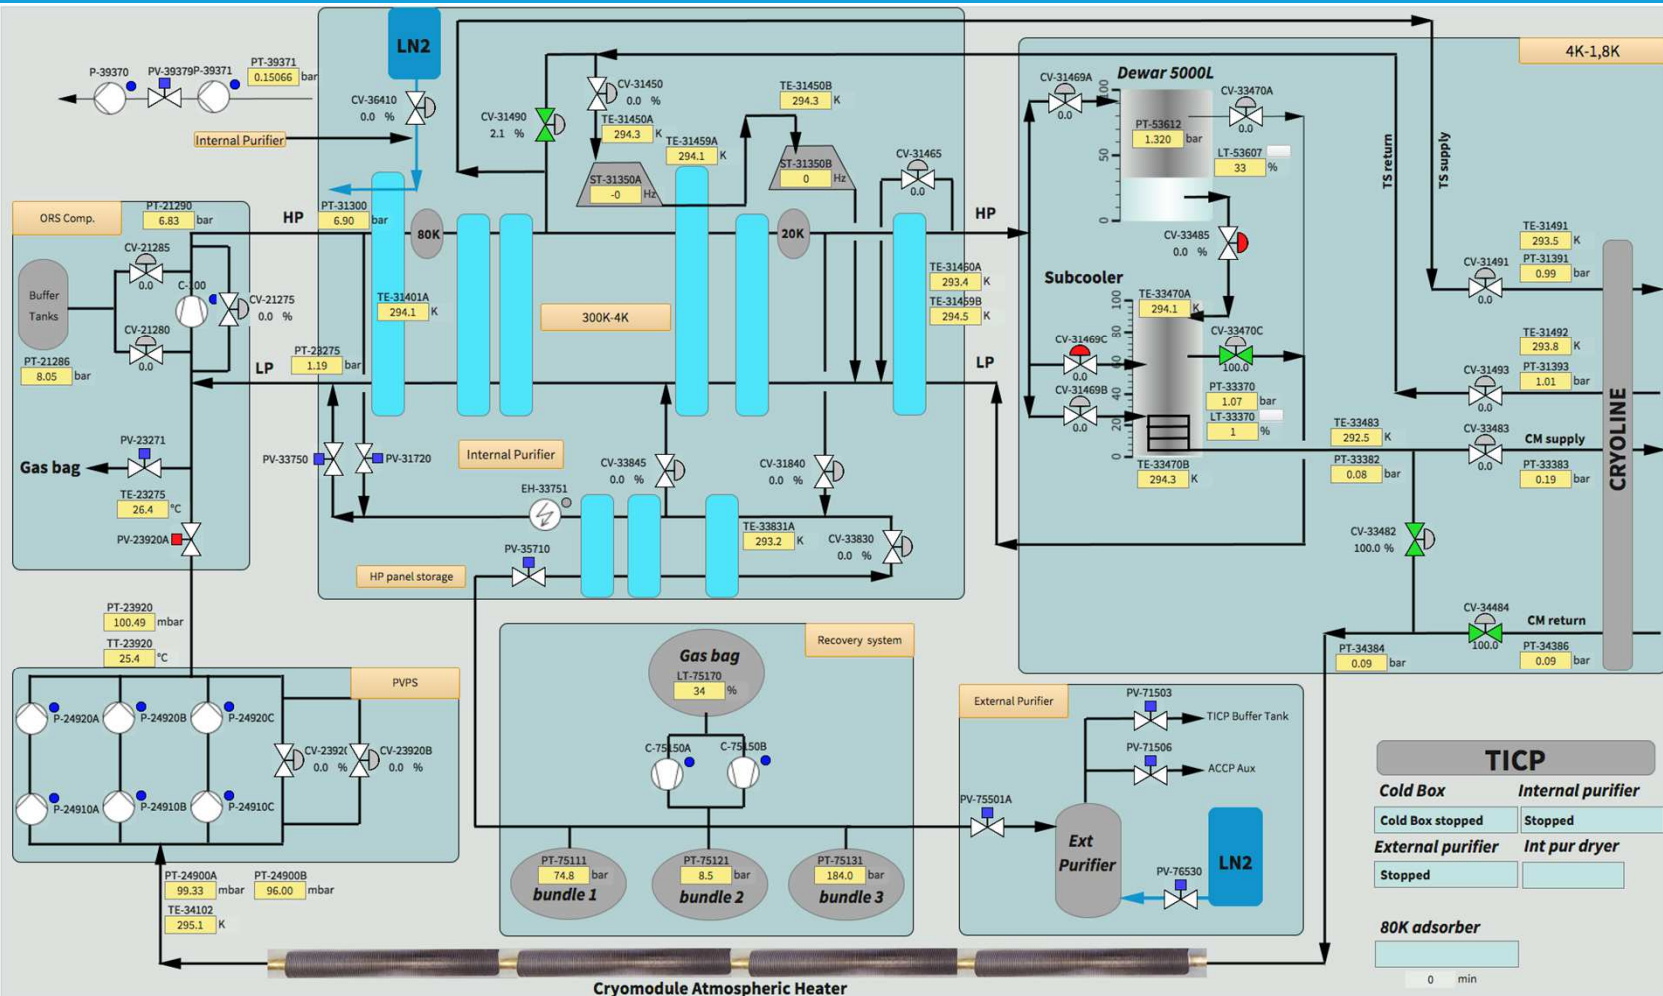 LN2
4K-1,8K
P-39370
PV-39379
P-39371
PT-39371
0.15066 bar
CV-36410
0.0 %
Internal Purifier
CV-31490
2.1 %
CV-31450
0.0 %
TE-31450A
294.3 K
TE-31459A
294.1 K
TE-31450B
294.3 K
ST-31350A
-0 Hz
ST-31350B
0 Hz
CV-31465
0.0
CV-31469A
0.0
Dewar 5000L
100
50
0
PT-53612
1.320 bar
CV-33470A
0.0
LT-53607
33 %
TS return
TS supply
ORS Comp.
PT-21290
6.83 bar
HP
PT-31300
6.90 bar
80K
20K
HP
CV-33485
0.0 %
TE-31491
293.5 K
PT-31391
0.99 bar
CV-31491
0.0
CV-21285
0.0
Buffer
Tanks
C-100
CV-21275
0.0 %
CV-21280
0.0
PT-21286
8.05 bar
TE-31401A
294.1 K
300K-4K
TE-31460A
293.4 K
TE-31459B
294.5 K
Subcooler
100
80
60
40
20
0
TE-33470A
294.1 K
CV-33470C
100.0
CV-31469C
0.0
CV-31469B
0.0
PT-33370
1.07 bar
LT-33370
1 %
TE-33470B
294.3 K
TE-31492
293.8 K
PT-31393
1.01 bar
CV-31493
0.0
LP
PT-23275
1.19 bar
LP
CRYOLINE
TE-33483
292.5 K
PT-33382
0.08 bar
CV-33483
0.0
CM supply
PT-33383
0.19 bar
Gas bag
PV-23271
TE-23275
26.4 °C
PV-23920A
PV-33750
PV-31720
Internal Purifier
CV-33845
0.0 %
CV-31840
0.0 %
EH-33751
TE-33831A
293.2 K
CV-33830
0.0 %
PV-35710
HP panel storage
CV-33482
100.0 %
CV-34484
100.0
CM return
PT-34384
0.09 bar
PT-34386
0.09 bar
PT-23920
100.49 mbar
TT-23920
25.4 °C
PVPS
P-24920A
P-24920B
P-24920C
CV-2392
0.0 %
CV-23920B
0.0 %
P-24910A
P-24910B
P-24910C
Recovery system
Gas bag
LT-75170
34 %
C-75150A
C-75150B
PT-75111
74.8 bar
bundle 1
PT-75121
8.5 bar
bundle 2
PT-75131
184.0 bar
bundle 3
External Purifier
PV-71503
TICP Buffer Tank
PV-71506
ACCP Aux
PV-75501A
Ext
Purifier
PV-76530
LN2
TICP
Cold Box
Internal purifier
Cold Box stopped
Stopped
External purifier
Int pur dryer
Stopped
80K adsorber
0 min
PT-24900A
99.33 mbar
PT-24900B
96.00 mbar
TE-34102
295.1 K
Cryomodule Atmospheric Heater